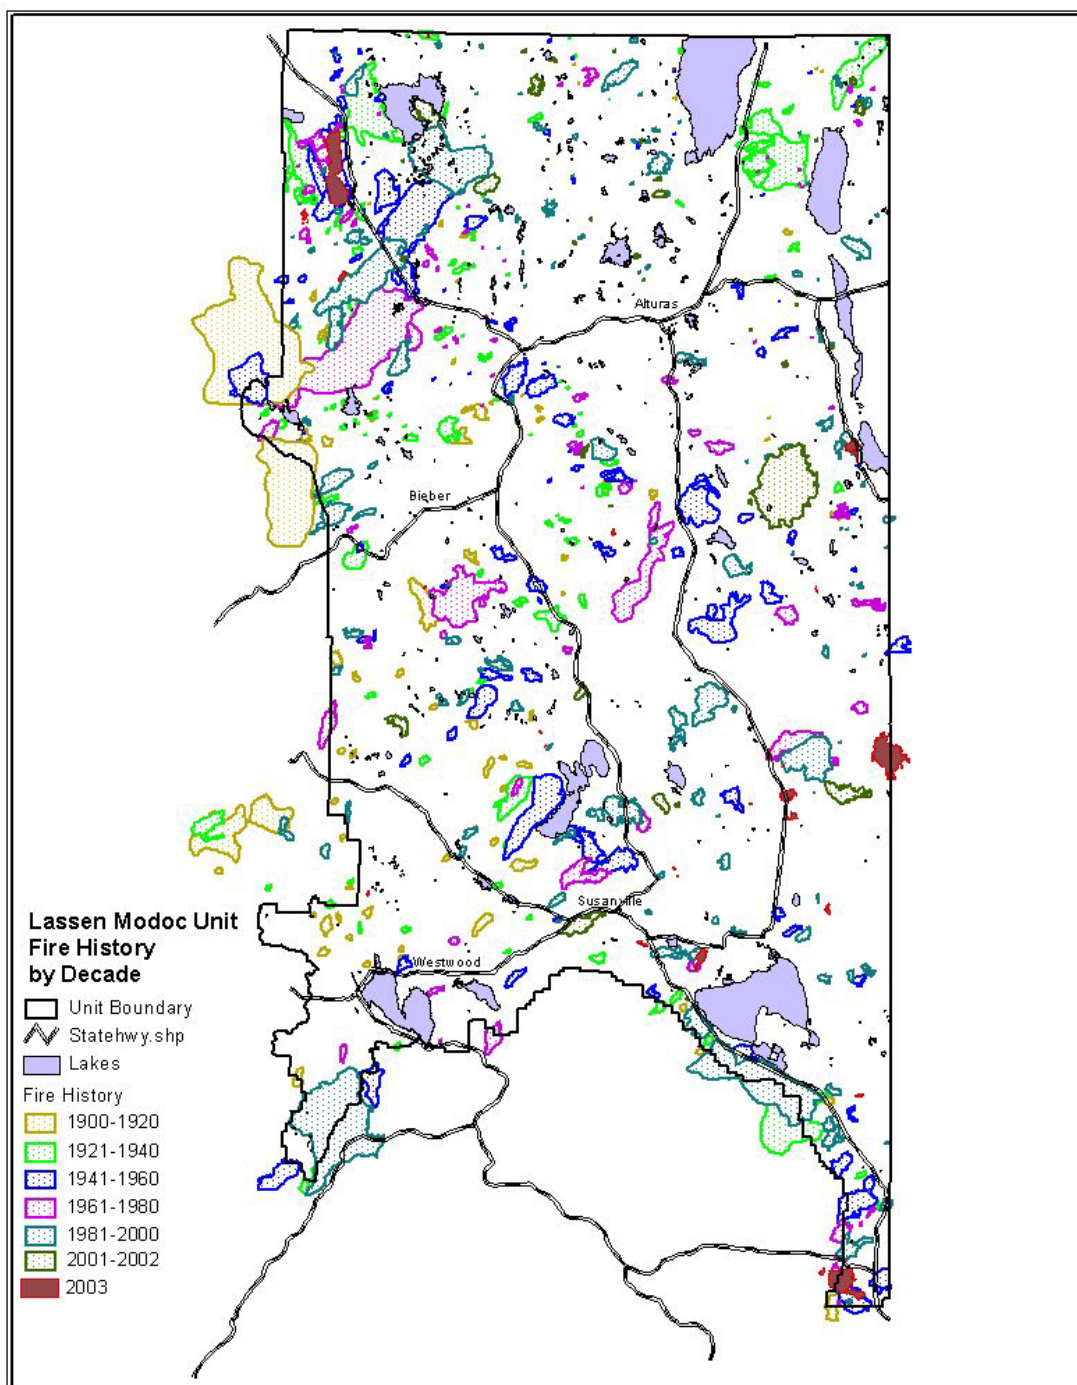 Alturas
Bieber
Susanville
Westwood
Lassen Modoc Unit
Fire History
by Decade
Unit Boundary
Statehwy.shp
Lakes
Fire History
1900-1920
1921-1940
1941-1960
1961-1980
1981-2000
2001-2002
2003